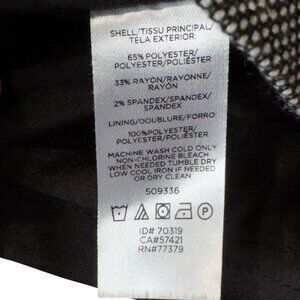 SHELL/TISSU PRINCIPAL/
TELA EXTERIOR:
65% POLYESTER/
POLYESTER/POLIÉSTER
33% RAYON/RAYONNE/
RAYÓN
2% SPANDEX/SPANDEX/
SPANDEX
LINING/DOUBLURE/FORRO:
100%POLYESTER/
POLYESTER/POLIÉSTER
MACHINE WASH COLD ONLY
NON-CHLORINE BLEACH
WHEN NEEDED TUMBLE DRY
LOW COOL IRON IF NEEDED
OR DRY CLEAN
509336
P
ID# 70319
CA#57421
RN#77379